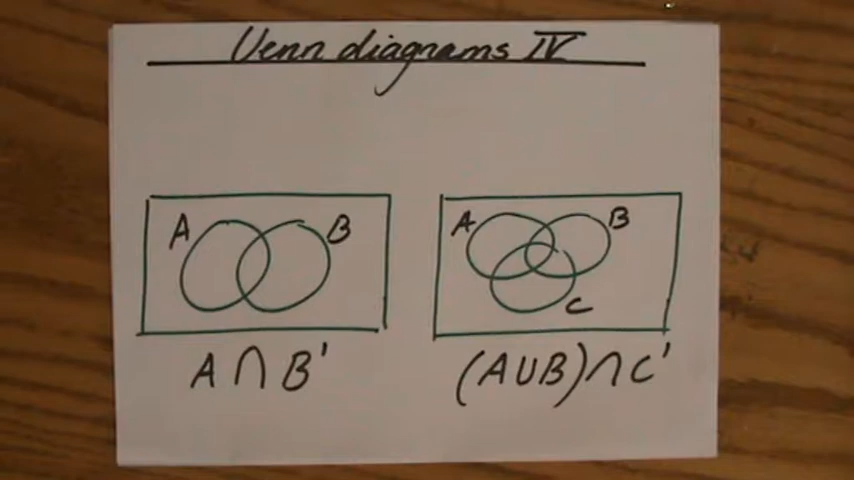 Venn diagrams IV
A B
A B
C
A ∩ B'
(A∪B)∩C'